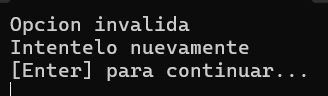 Opcion invalida
Intentelo nuevamente
[Enter] para continuar...